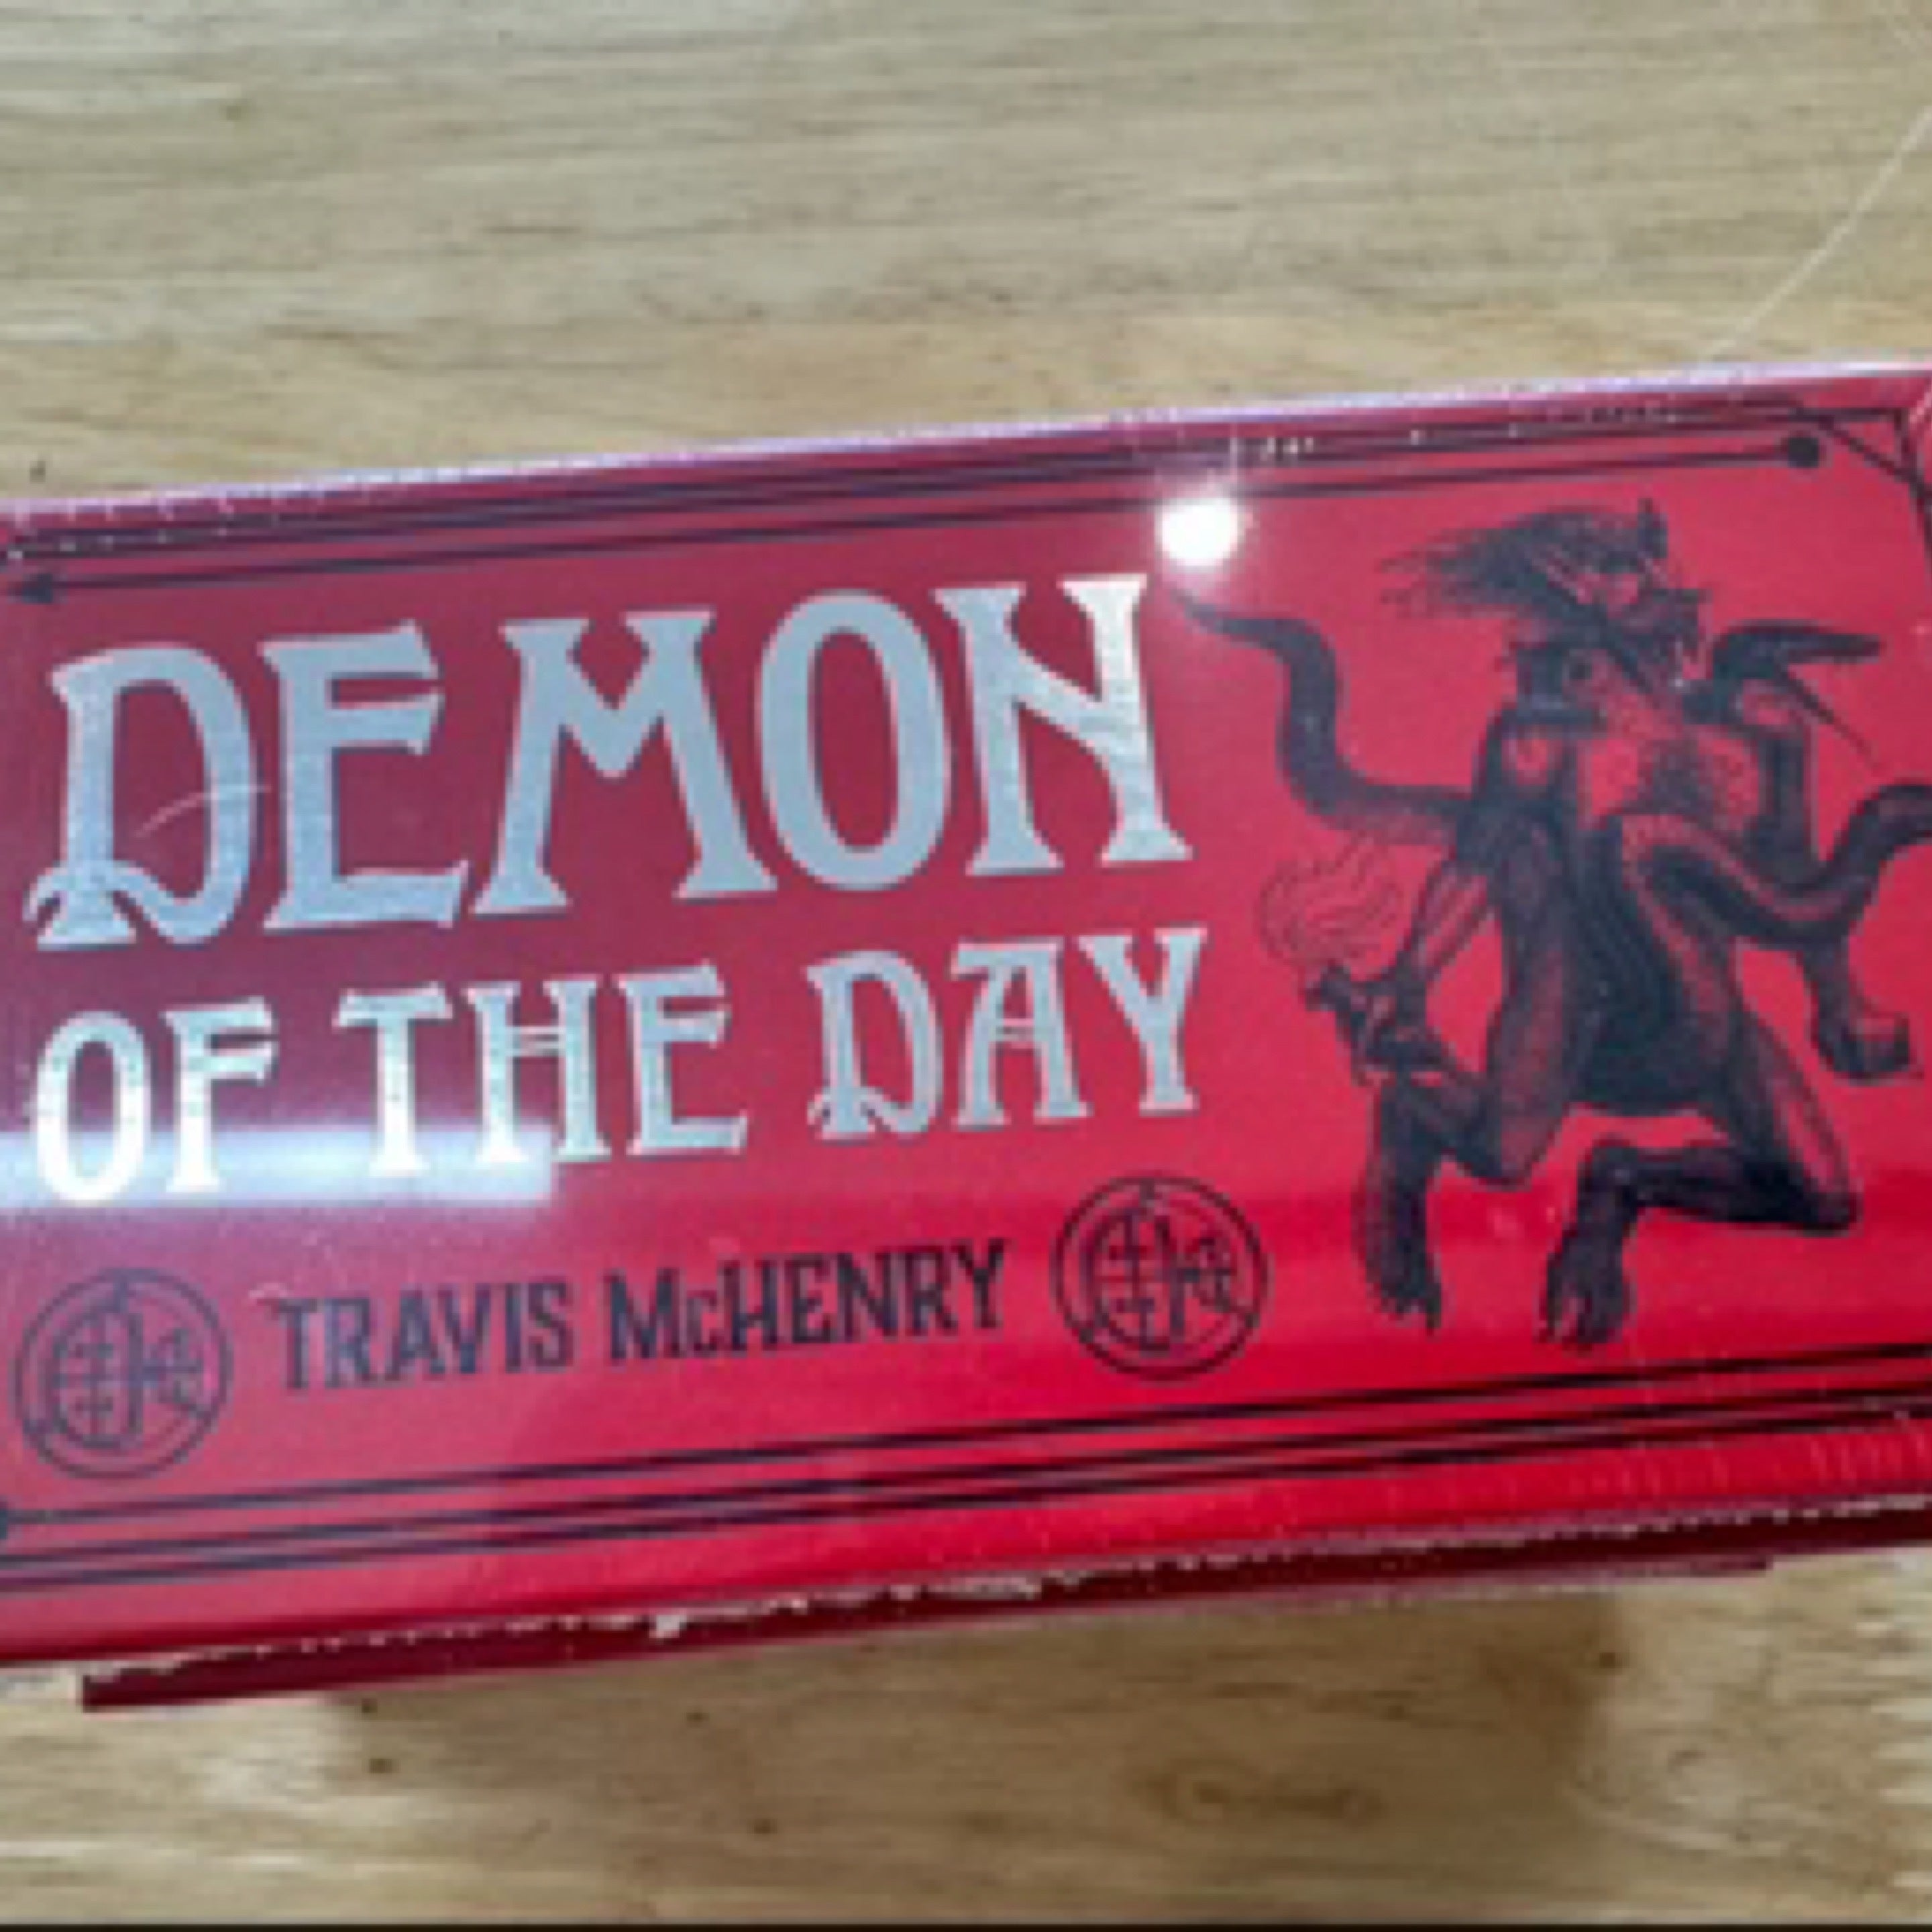 DEMON
OF THE DAY
TRAVIS McHENRY